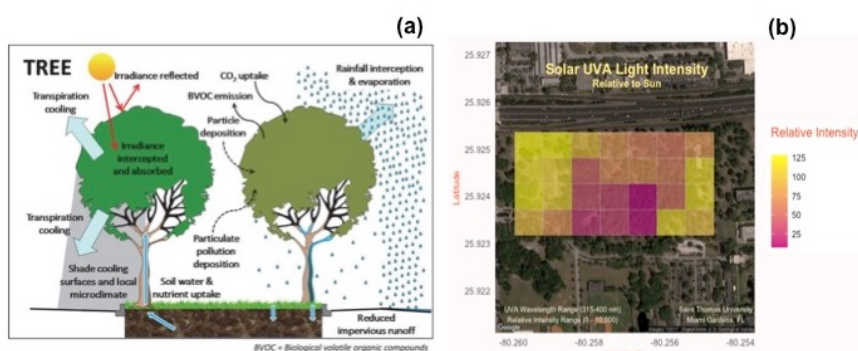 (a)
TREE
Irradiance reflected
CO₂ uptake
BVOC emission
Particle
deposition
Rainfall interception
& evaporation
Transpiration
cooling
Irradiance
intercepted
and absorbed
Transpiration
cooling
Particulate
pollution
deposition
Shade cooling
surfaces and local
microclimate
Soil water &
nutrient uptake
Reduced
impervious runoff
BVOC = Biological volatile organic compounds
(b)
Solar UVA Light Intensity
Relative to Sun
25.927
25.926
25.925
25.924
25.923
25.922
Latitude
Relative Intensity
125
100
75
50
25
UVA Wavelength Range (315-400 nm)
Relative Intensity Range (0 - 10,000)
Saint Thomas University
Miami Gardens, FL
Google
-80.260
-80.258
-80.256
-80.254